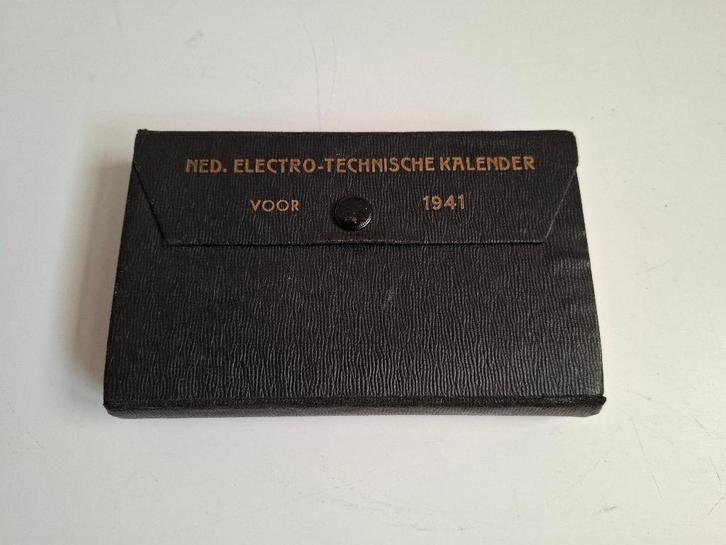 NED. ELECTRO-TECHNISCHE KALENDER
VOOR 1941